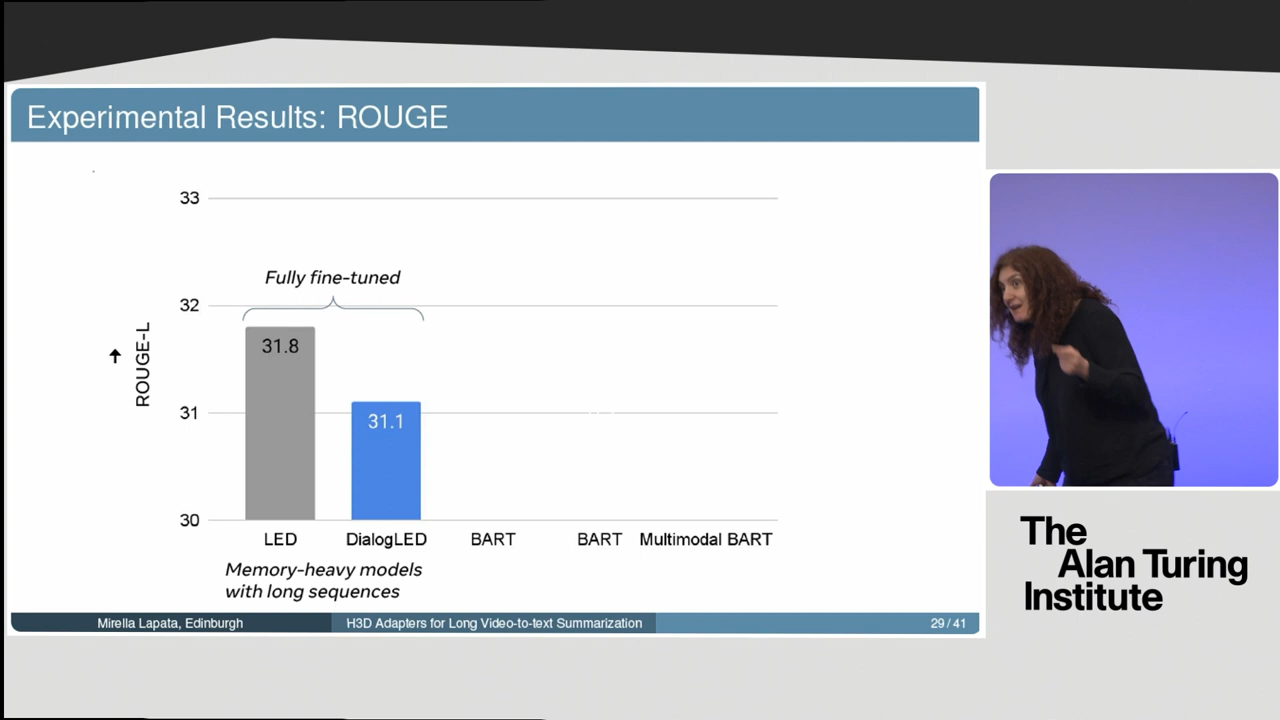 Experimental Results: ROUGE
33
Fully fine-tuned
32
31.8
ROUGE-L
31
31.1
30
LED DialogLED BART BART Multimodal BART
Memory-heavy models
with long sequences
Mirella Lapata, Edinburgh H3D Adapters for Long Video-to-text Summarization 29 / 41
The
Alan Turing
Institute